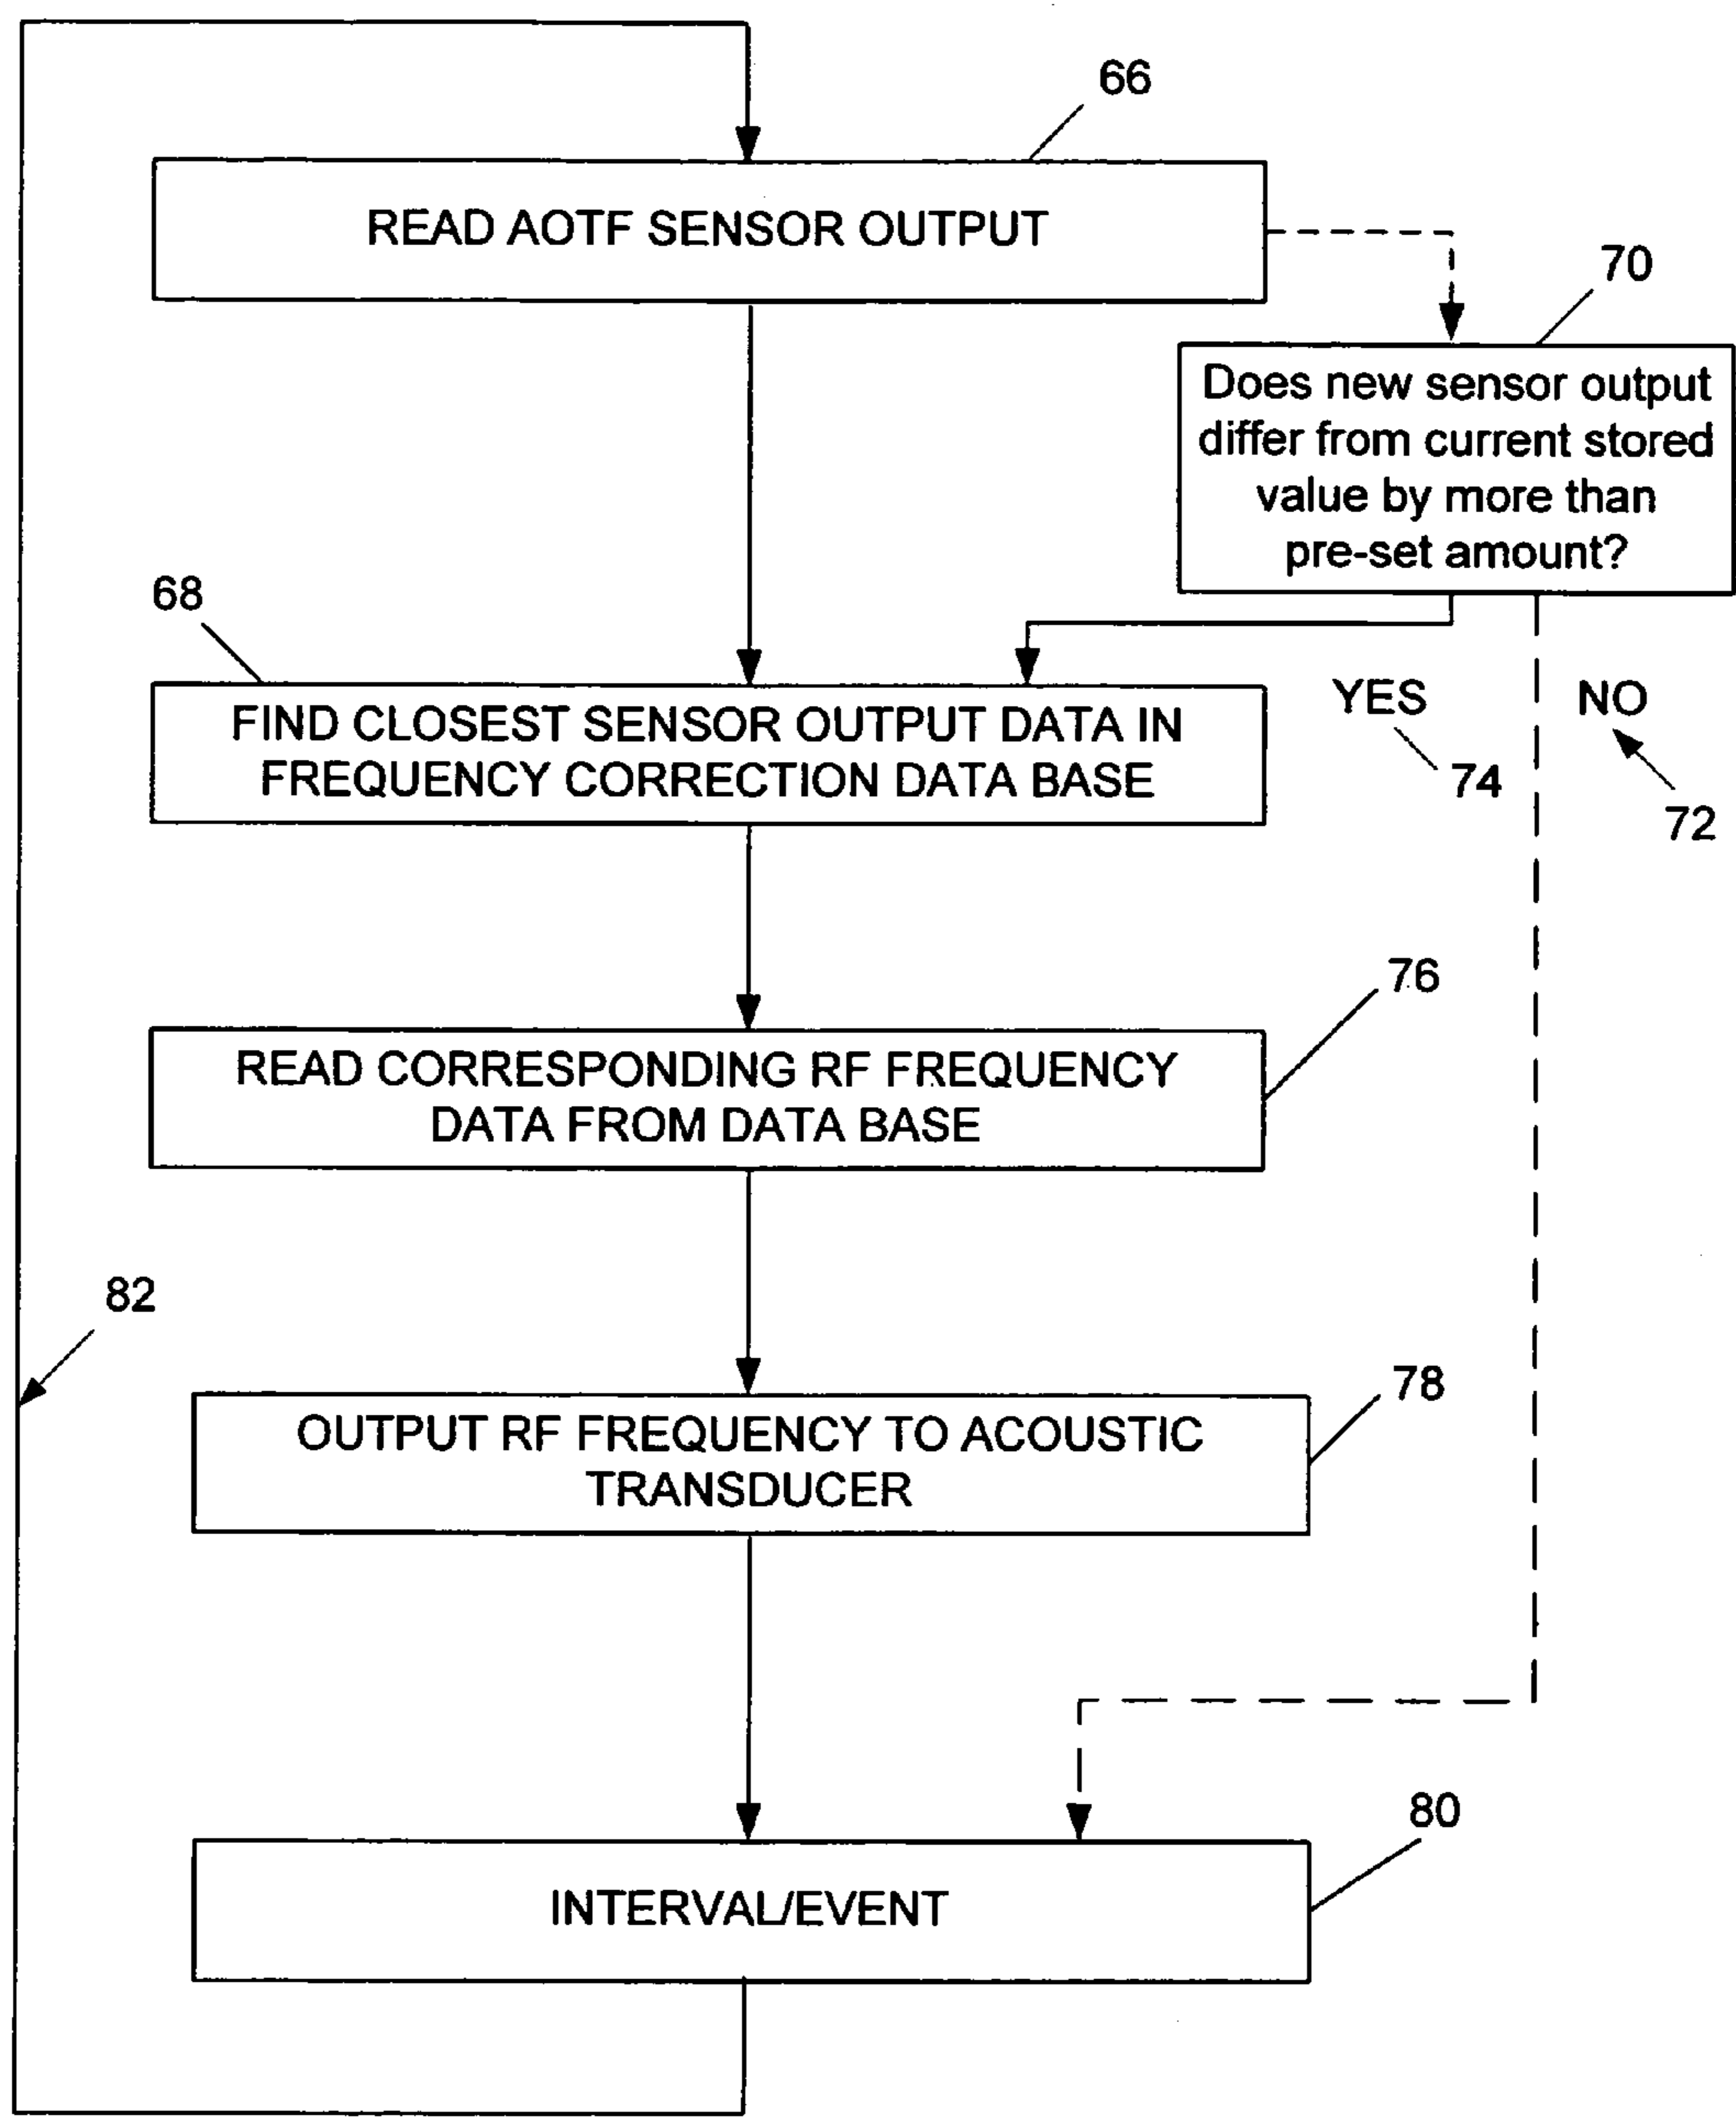 66
READ AOTF SENSOR OUTPUT
70
Does new sensor output
differ from current stored
value by more than
pre-set amount?
68
FIND CLOSEST SENSOR OUTPUT DATA IN
FREQUENCY CORRECTION DATA BASE
YES
NO
74
72
76
READ CORRESPONDING RF FREQUENCY
DATA FROM DATA BASE
82
78
OUTPUT RF FREQUENCY TO ACOUSTIC
TRANSDUCER
80
INTERVAL/EVENT